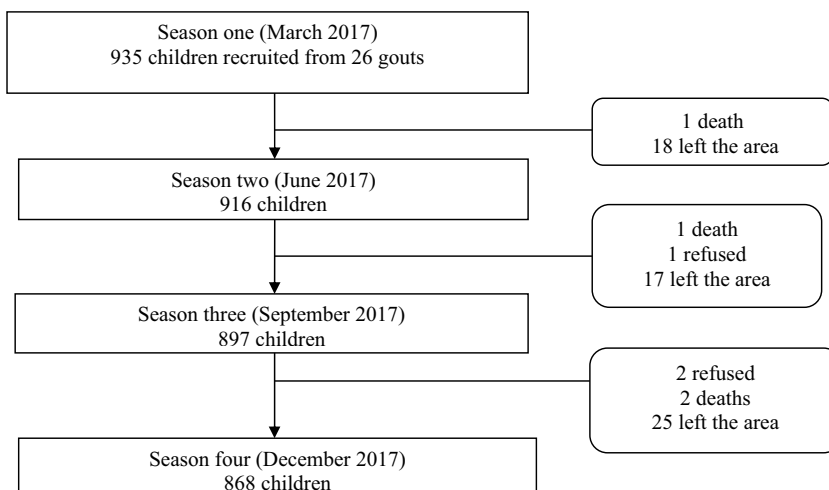 Season one (March 2017)
935 children recruited from 26 gouts
1 death
18 left the area
Season two (June 2017)
916 children
1 death
1 refused
17 left the area
Season three (September 2017)
897 children
2 refused
2 deaths
25 left the area
Season four (December 2017)
868 children